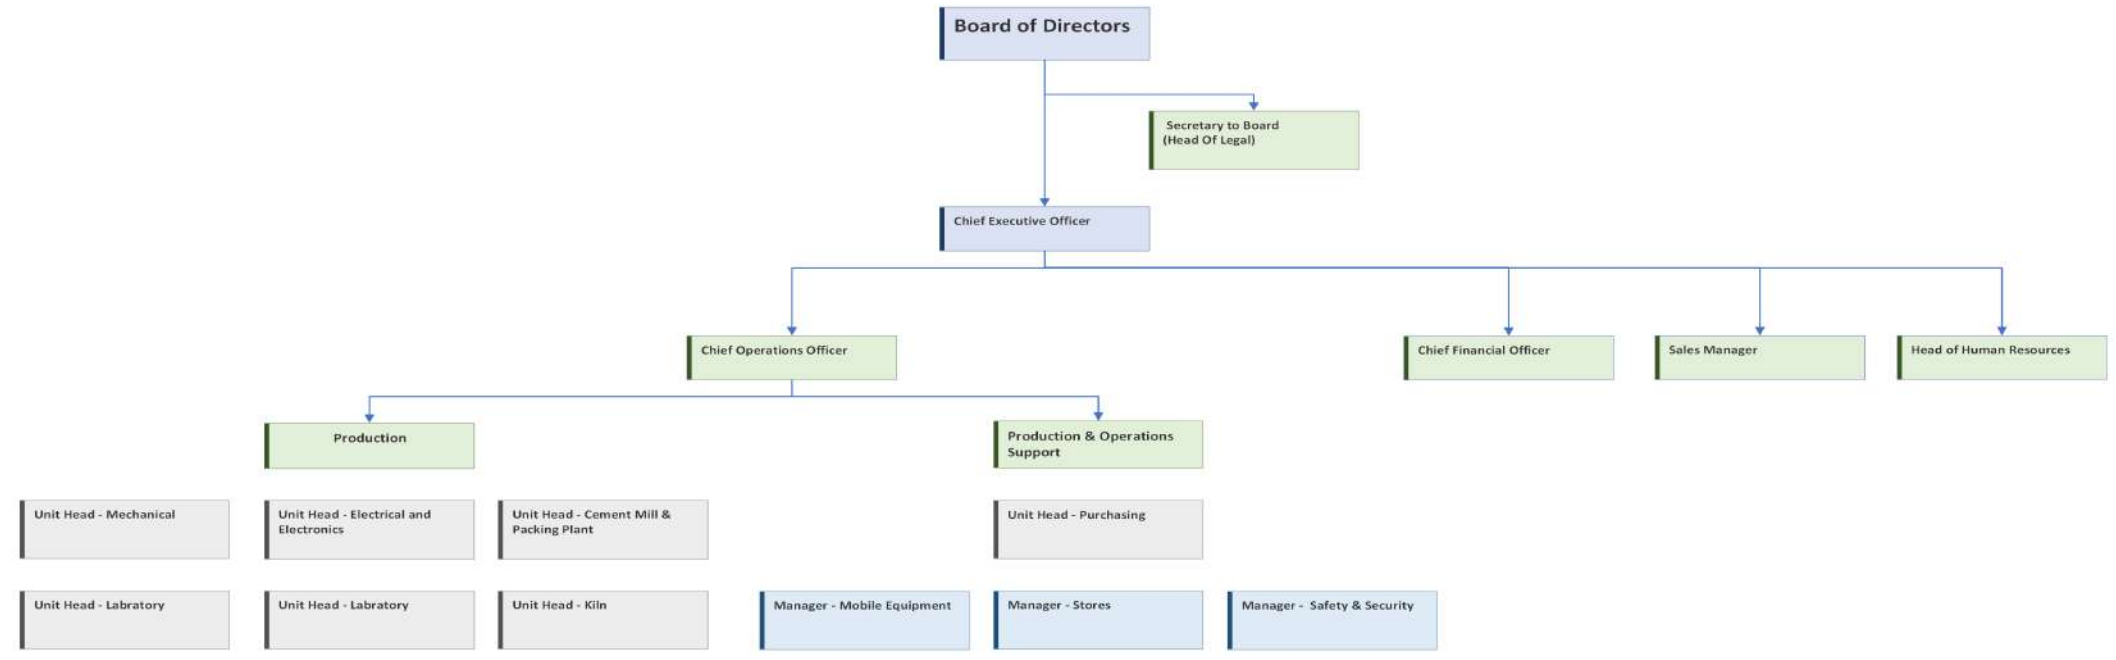 Board of Directors
Secretary to Board
(Head Of Legal)
Chief Executive Officer
Chief Operations Officer
Chief Financial Officer
Sales Manager
Head of Human Resources
Production
Production & Operations
Support
Unit Head - Mechanical
Unit Head - Electrical and
Electronics
Unit Head - Cement Mill &
Packing Plant
Unit Head - Purchasing
Unit Head - Labratory
Unit Head - Labratory
Unit Head - Kiln
Manager - Mobile Equipment
Manager - Stores
Manager -  Safety & Security